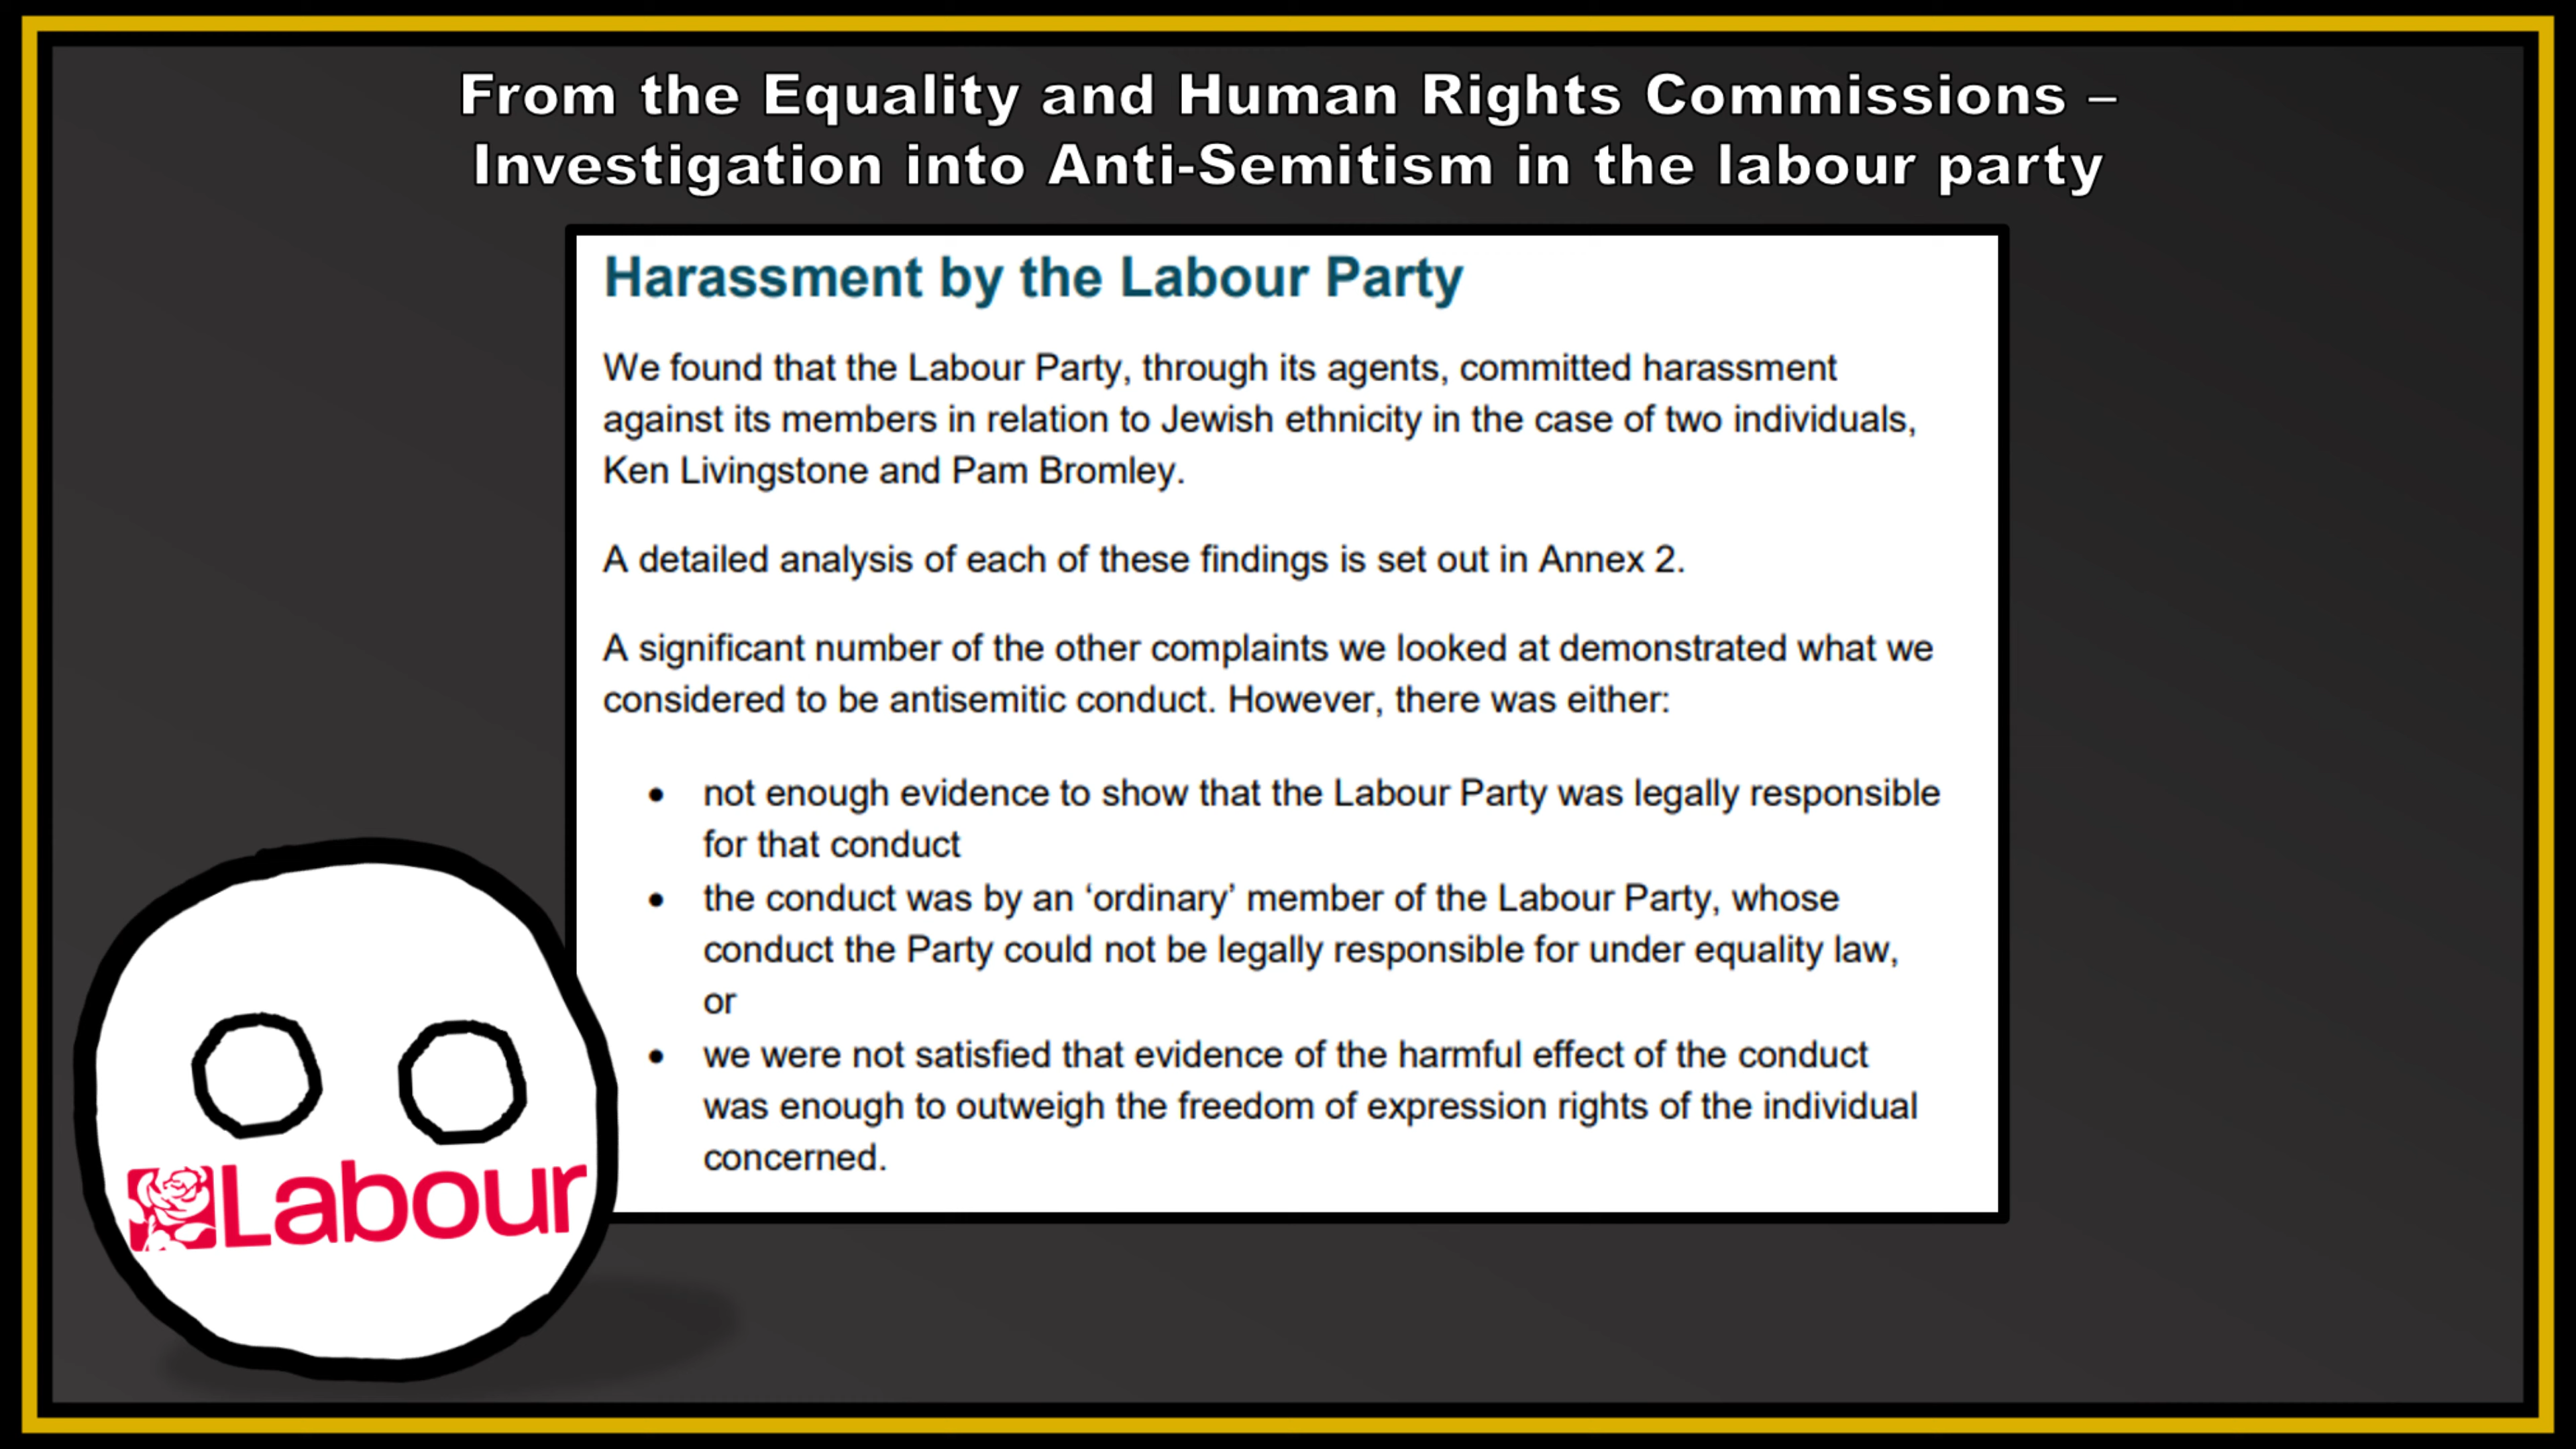 From the Equality and Human Rights Commissions –
Investigation into Anti-Semitism in the labour party
Harassment by the Labour Party
We found that the Labour Party, through its agents, committed harassment
against its members in relation to Jewish ethnicity in the case of two individuals,
Ken Livingstone and Pam Bromley.
A detailed analysis of each of these findings is set out in Annex 2.
A significant number of the other complaints we looked at demonstrated what we
considered to be antisemitic conduct. However, there was either:
• not enough evidence to show that the Labour Party was legally responsible
for that conduct
• the conduct was by an ‘ordinary’ member of the Labour Party, whose
conduct the Party could not be legally responsible for under equality law,
or
• we were not satisfied that evidence of the harmful effect of the conduct
was enough to outweigh the freedom of expression rights of the individual
concerned.
Labour